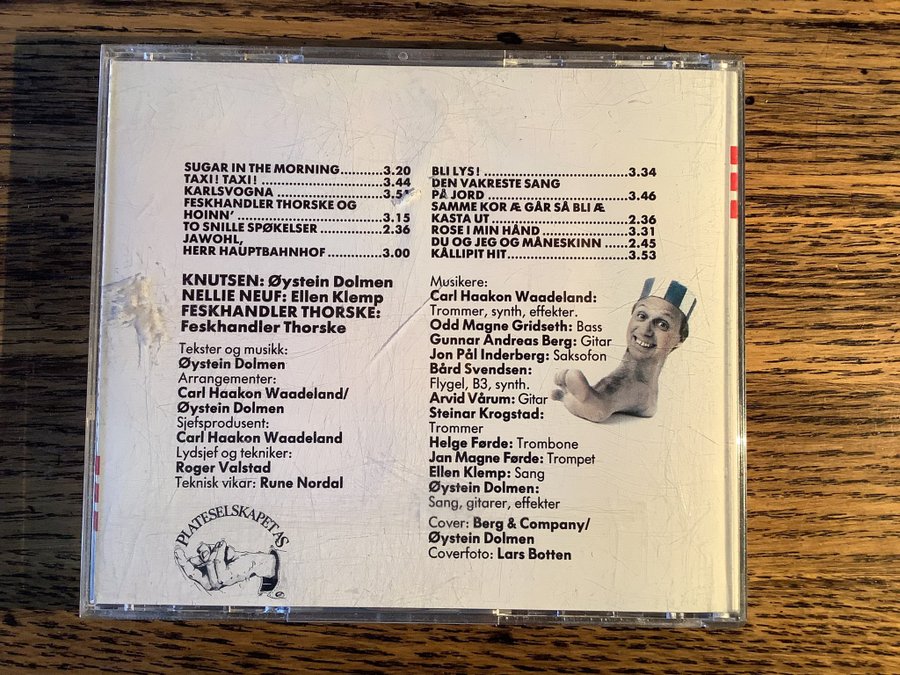 SUGAR IN THE MORNING...........3.20
TAXI! TAXI! ................................3.44
KARLSVOGNA ...........................3.5
FESKHANDLER THORSKE OG
HOINN' .....................................3.15
TO SNILLE SPØKELSER ..............2.36
JAWOHL,
HERR HAUPTBAHNHOF............3.00
BLI LYS! .....................................3.34
DEN VAKRESTE SANG
PÅ JORD ...................................3.46
SAMME KOR Æ GÅR SÅ BLI Æ
KASTA UT .................................2.36
ROSE I MIN HÅND ....................3.31
DU OG JEG OG MÅNESKINN ....2.45
KÅLLIPIT HIT..............................3.53
KNUTSEN: Øystein Dolmen
NELLIE NEUF: Ellen Klemp
FESKHANDLER THORSKE:
Feskhandler Thorske
Tekster og musikk:
Øystein Dolmen
Arrangementer:
Carl Haakon Waadeland/
Øystein Dolmen
Sjefsprodusent:
Carl Haakon Waadeland
Lydsjef og tekniker:
Roger Valstad
Teknisk vikar: Rune Nordal
PLATESELSKAPET AS
Musikere:
Carl Haakon Waadeland:
Trommer, synth, effekter.
Odd Magne Gridseth: Bass
Gunnar Andreas Berg: Gitar
Jon Pål Inderberg: Saksofon
Bård Svendsen:
Flygel, B3, synth.
Arvid Vårum: Gitar
Steinar Krogstad:
Trommer
Helge Førde: Trombone
Jan Magne Førde: Trompet
Ellen Klemp: Sang
Øystein Dolmen:
Sang, gitarer, effekter
Cover: Berg & Company/
Øystein Dolmen
Coverfoto: Lars Botten